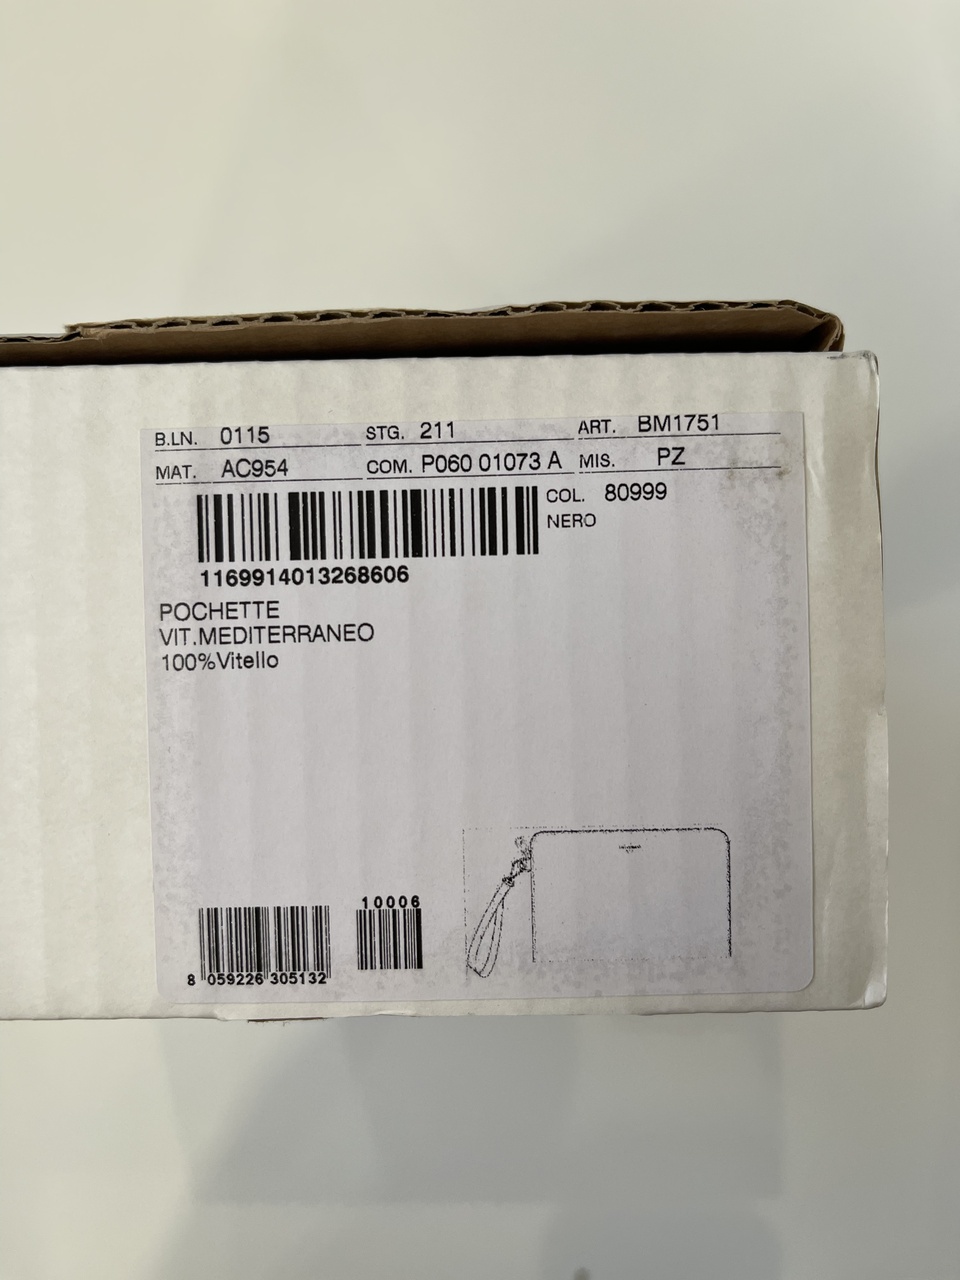 B.LN. 0115 STG. 211 ART. BM1751
MAT. AC954 COM. P060 01073 A MIS. PZ
COL. 80999
NERO
1169914013268606
POCHETTE
VIT.MEDITERRANEO
100%Vitello
10006
8 059226 305132